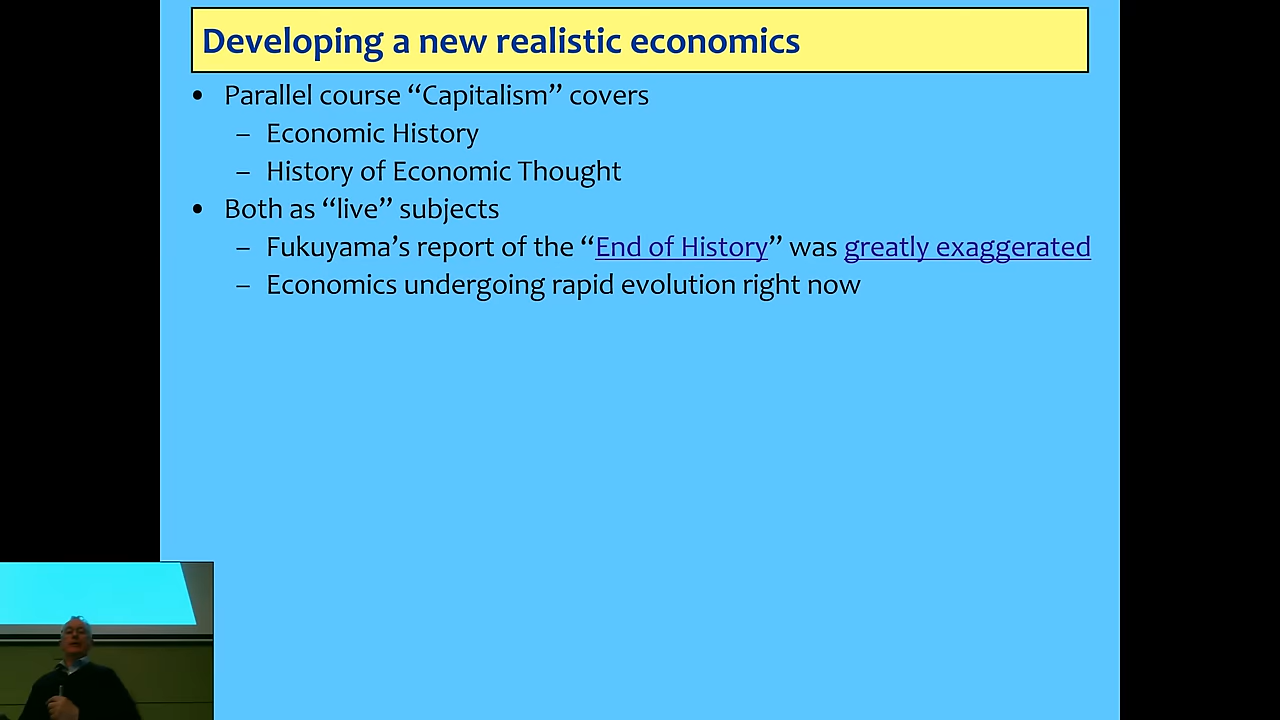 Developing a new realistic economics
• Parallel course “Capitalism” covers
– Economic History
– History of Economic Thought
• Both as “live” subjects
– Fukuyama’s report of the “End of History” was greatly exaggerated
– Economics undergoing rapid evolution right now